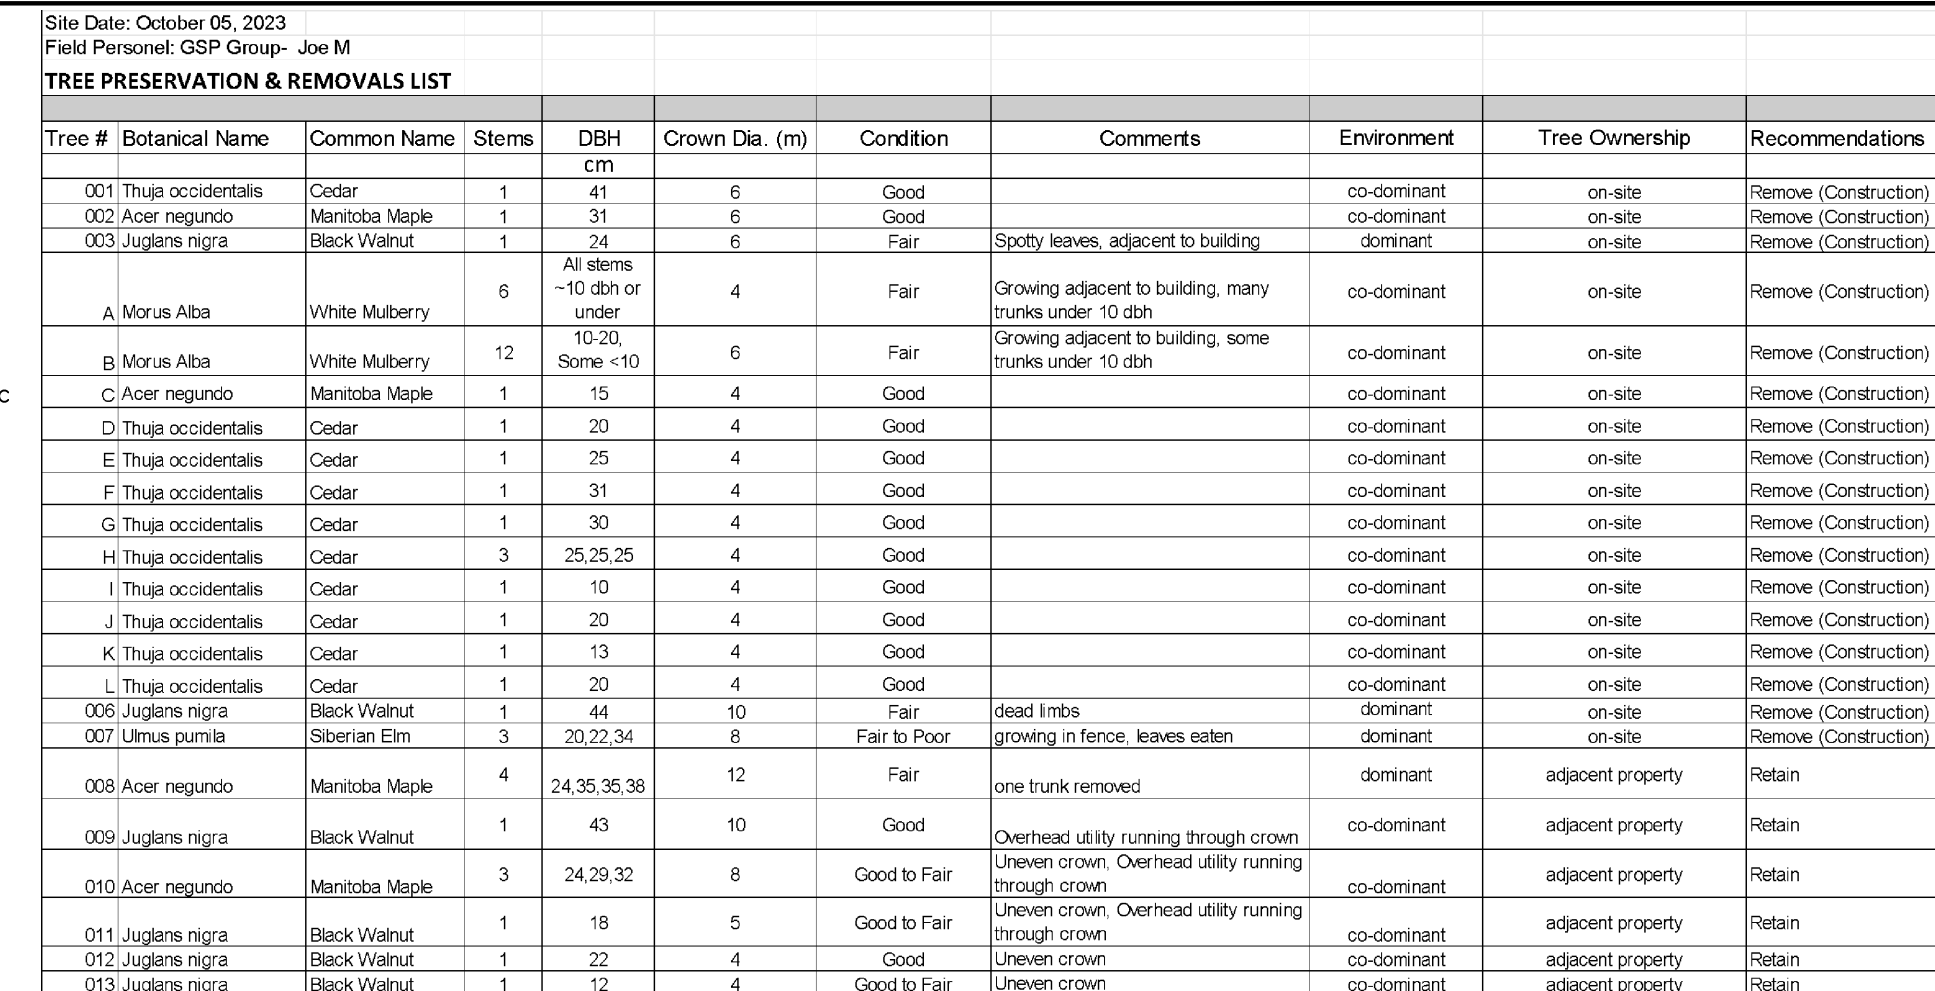 Site Date: October 05, 2023
Field Personel: GSP Group- Joe M
TREE PRESERVATION & REMOVALS LIST
Tree # Botanical Name Common Name Stems DBH Crown Dia. (m) Condition Comments Environment Tree Ownership Recommendations
cm
001 Thuja occidentalis Cedar 1 41 6 Good co-dominant on-site Remove (Construction)
002 Acer negundo Manitoba Maple 1 31 6 Good co-dominant on-site Remove (Construction)
003 Juglans nigra Black Walnut 1 24 6 Fair Spotty leaves, adjacent to building dominant on-site Remove (Construction)
A Morus Alba White Mulberry 6 All stems ~10 dbh or under 4 Fair Growing adjacent to building, many trunks under 10 dbh co-dominant on-site Remove (Construction)
B Morus Alba White Mulberry 12 10-20, Some <10 6 Fair Growing adjacent to building, some trunks under 10 dbh co-dominant on-site Remove (Construction)
C C Acer negundo Manitoba Maple 1 15 4 Good co-dominant on-site Remove (Construction)
D Thuja occidentalis Cedar 1 20 4 Good co-dominant on-site Remove (Construction)
E Thuja occidentalis Cedar 1 25 4 Good co-dominant on-site Remove (Construction)
F Thuja occidentalis Cedar 1 31 4 Good co-dominant on-site Remove (Construction)
G Thuja occidentalis Cedar 1 30 4 Good co-dominant on-site Remove (Construction)
H Thuja occidentalis Cedar 3 25,25,25 4 Good co-dominant on-site Remove (Construction)
I Thuja occidentalis Cedar 1 10 4 Good co-dominant on-site Remove (Construction)
J Thuja occidentalis Cedar 1 20 4 Good co-dominant on-site Remove (Construction)
K Thuja occidentalis Cedar 1 13 4 Good co-dominant on-site Remove (Construction)
L Thuja occidentalis Cedar 1 20 4 Good co-dominant on-site Remove (Construction)
006 Juglans nigra Black Walnut 1 44 10 Fair dead limbs dominant on-site Remove (Construction)
007 Ulmus pumila Siberian Elm 3 20,22,34 8 Fair to Poor growing in fence, leaves eaten dominant on-site Remove (Construction)
008 Acer negundo Manitoba Maple 4 24,35,35,38 12 Fair one trunk removed dominant adjacent property Retain
009 Juglans nigra Black Walnut 1 43 10 Good Overhead utility running through crown co-dominant adjacent property Retain
010 Acer negundo Manitoba Maple 3 24,29,32 8 Good to Fair Uneven crown, Overhead utility running through crown co-dominant adjacent property Retain
011 Juglans nigra Black Walnut 1 18 5 Good to Fair Uneven crown, Overhead utility running through crown co-dominant adjacent property Retain
012 Juglans nigra Black Walnut 1 22 4 Good Uneven crown co-dominant adjacent property Retain
013 Juglans nigra Black Walnut 1 12 4 Good to Fair Uneven crown co-dominant adjacent property Retain